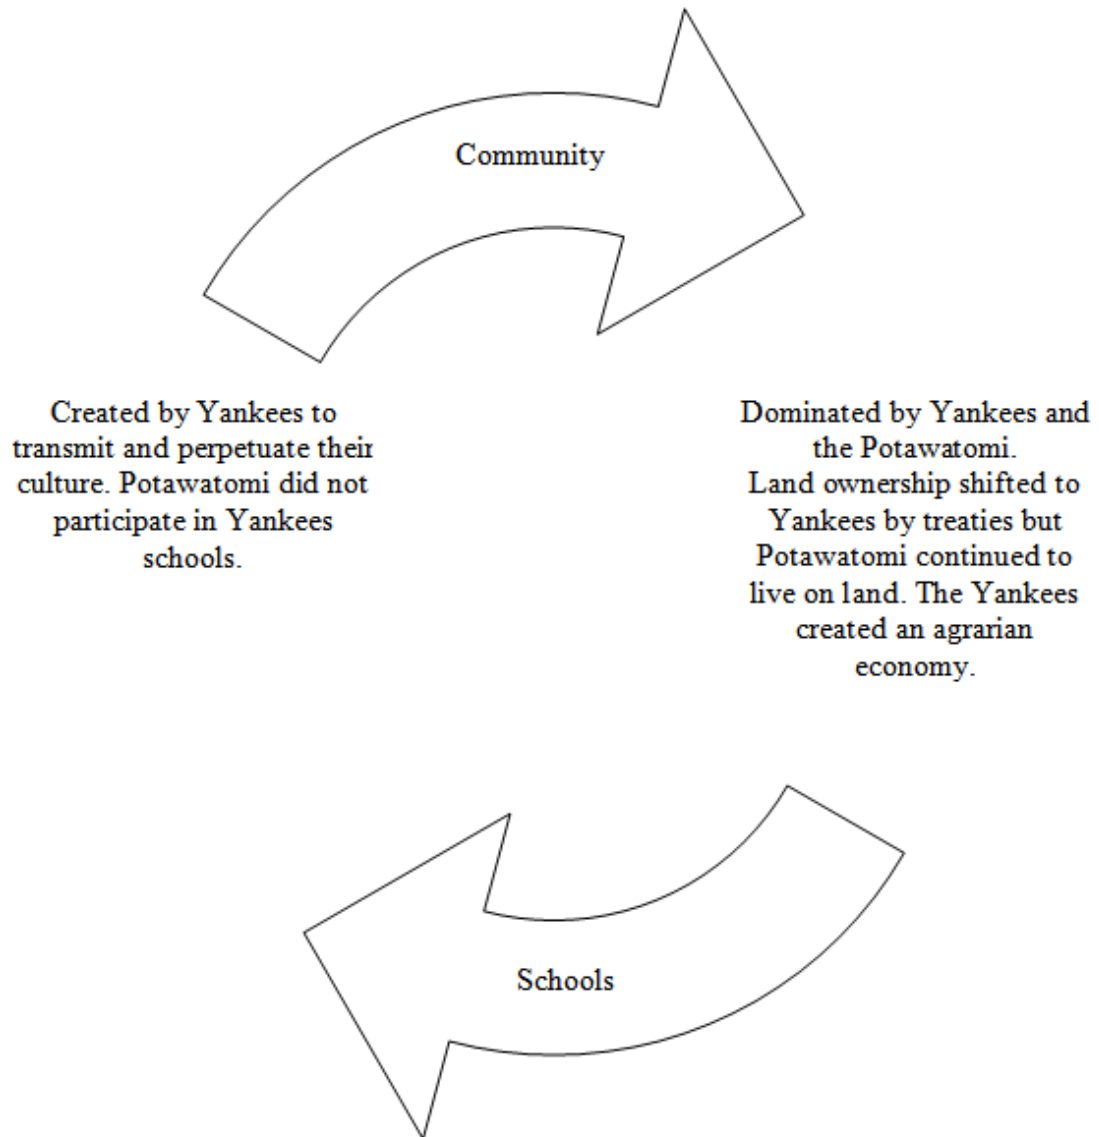 Community
Created by Yankees to
transmit and perpetuate their
culture. Potawatomi did not
participate in Yankees
schools.
Dominated by Yankees and
the Potawatomi.
Land ownership shifted to
Yankees by treaties but
Potawatomi continued to
live on land. The Yankees
created an agrarian
economy.
Schools